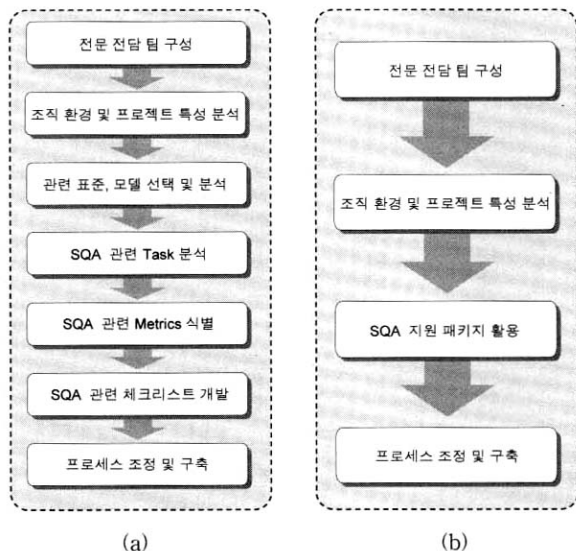 전문 전담 팀 구성
조직 환경 및 프로젝트 특성 분석
관련 표준, 모델 선택 및 분석
SQA 관련 Task 분석
SQA 관련 Metrics 식별
SQA 관련 체크리스트 개발
프로세스 조정 및 구축
(a)
전문 전담 팀 구성
조직 환경 및 프로젝트 특성 분석
SQA 지원 패키지 활용
프로세스 조정 및 구축
(b)